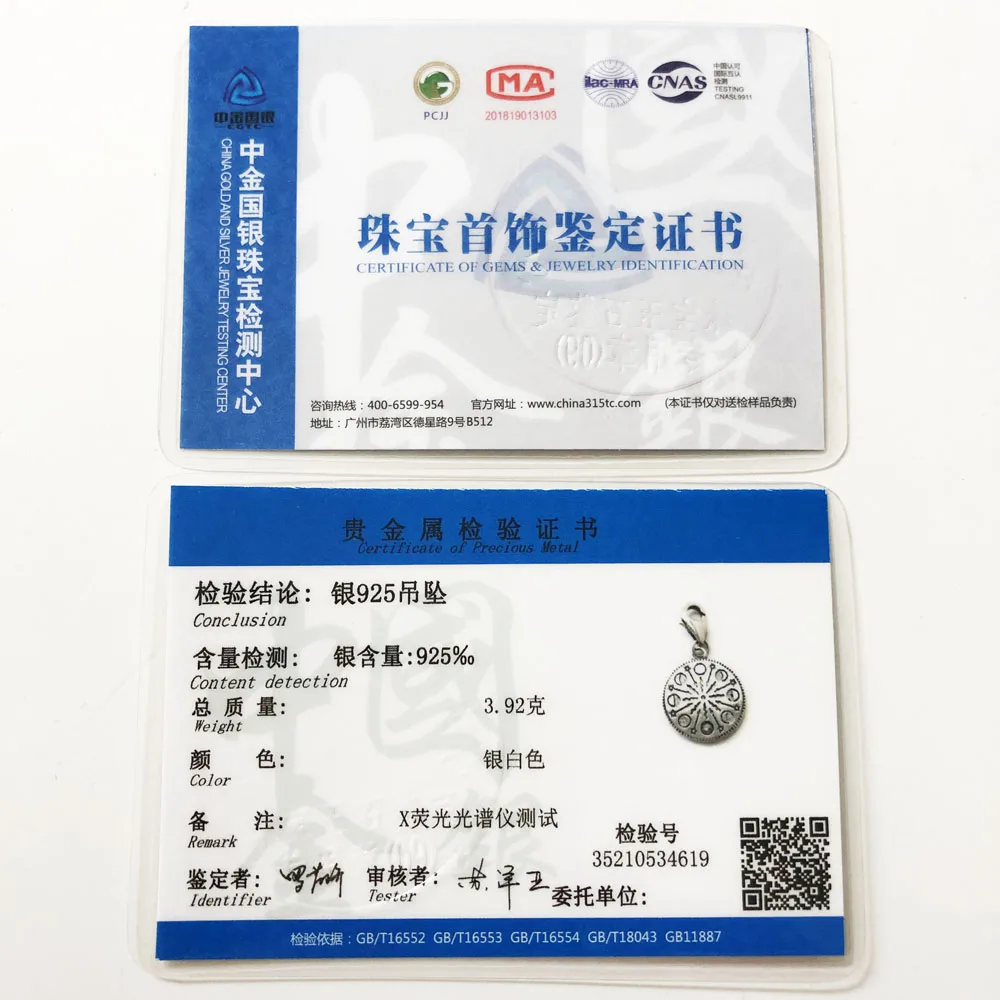 中金国银
CGTC
中金国银珠宝检测中心
CHINA GOLD AND SILVER JEWELRY TESTING CENTER
PCJJ
MA
201819013103
ilac-MRA
CNAS
中国认可
国际互认
检测
TESTING
CNASL9911
珠宝首饰鉴定证书
CERTIFICATE OF GEMS & JEWELRY IDENTIFICATION
咨询热线：400-6599-954 官方网址：www.china315tc.com (本证书仅对送检样品负责)
地址：广州市荔湾区德星路9号B512
贵金属检验证书
Certificate of Precious Metal
检验结论: 银925吊坠
Conclusion
含量检测: 银含量:925‰
Content detection
总质量: 3.92克
Weight
颜 色: 银白色
Color
备 注: X荧光光谱仪测试
Remark
检验号
35210534619
鉴定者: 审核者: 委托单位:
Identifier Tester
检验依据：GB/T16552 GB/T16553 GB/T16554 GB/T18043 GB11887